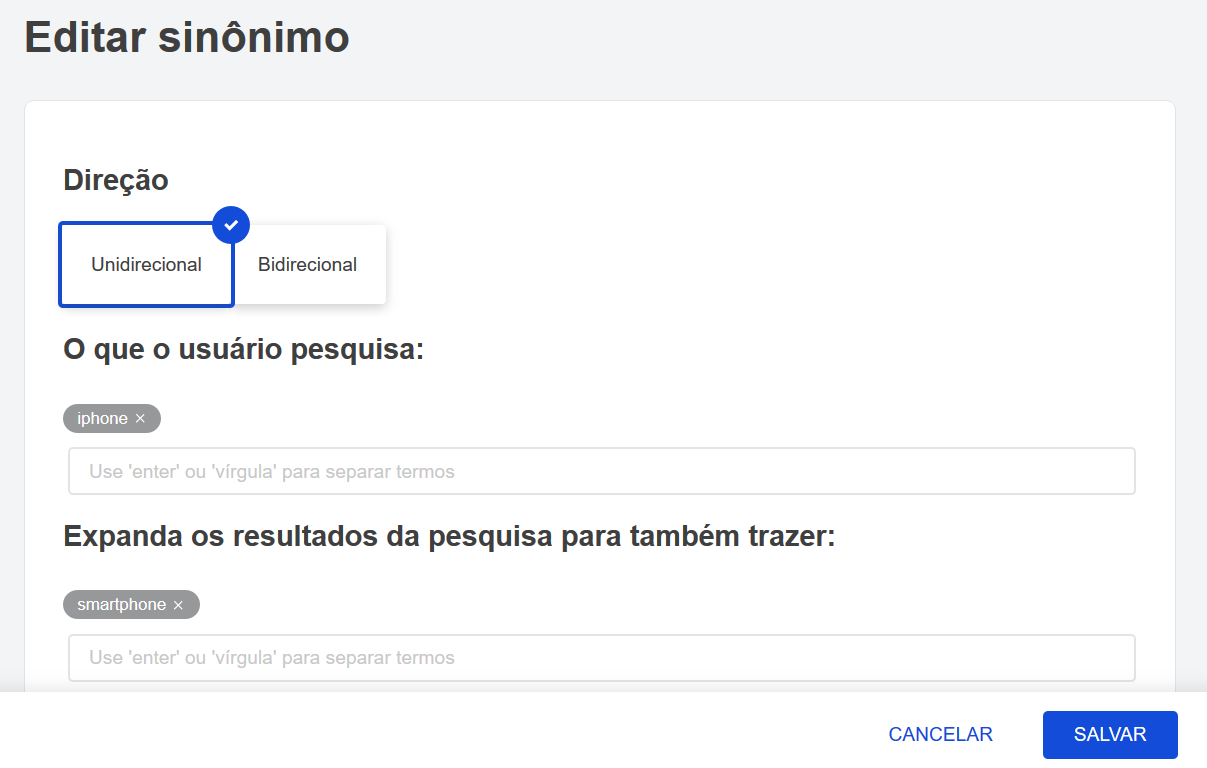 Editar sinônimo
Direção
Unidirecional
Bidirecional
O que o usuário pesquisa:
iphone ×
Use 'enter' ou 'vírgula' para separar termos
Expanda os resultados da pesquisa para também trazer:
smartphone ×
Use 'enter' ou 'vírgula' para separar termos
CANCELAR
SALVAR